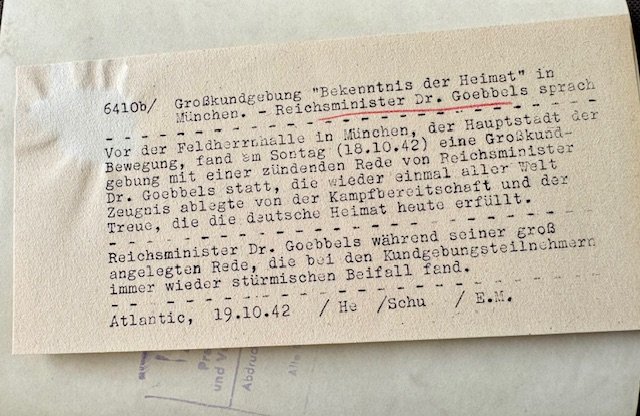 6410b/ Großkundgebung "Bekenntnis der Heimat" in
München. - Reichsminister Dr. Goebbels sprach
Vor der Feldherrnhalle in München, der Hauptstadt der
Bewegung, fand am Sontag (18.10.42) eine Großkund-
gebung mit einer zündenden Rede von Reichsminister
Dr. Goebbels statt, die wieder einmal aller Welt
Zeugnis ablegte von der Kampfbereitschaft und der
Treue, die die deutsche Heimat heute erfüllt.
Reichsminister Dr. Goebbels während seiner groß
angelegten Rede, die bei den Kundgebungsteilnehmern
immer wieder stürmischen Beifall fand.
Atlantic, 19.10.42 /He /Schu / E.M.
und V
Abdruc